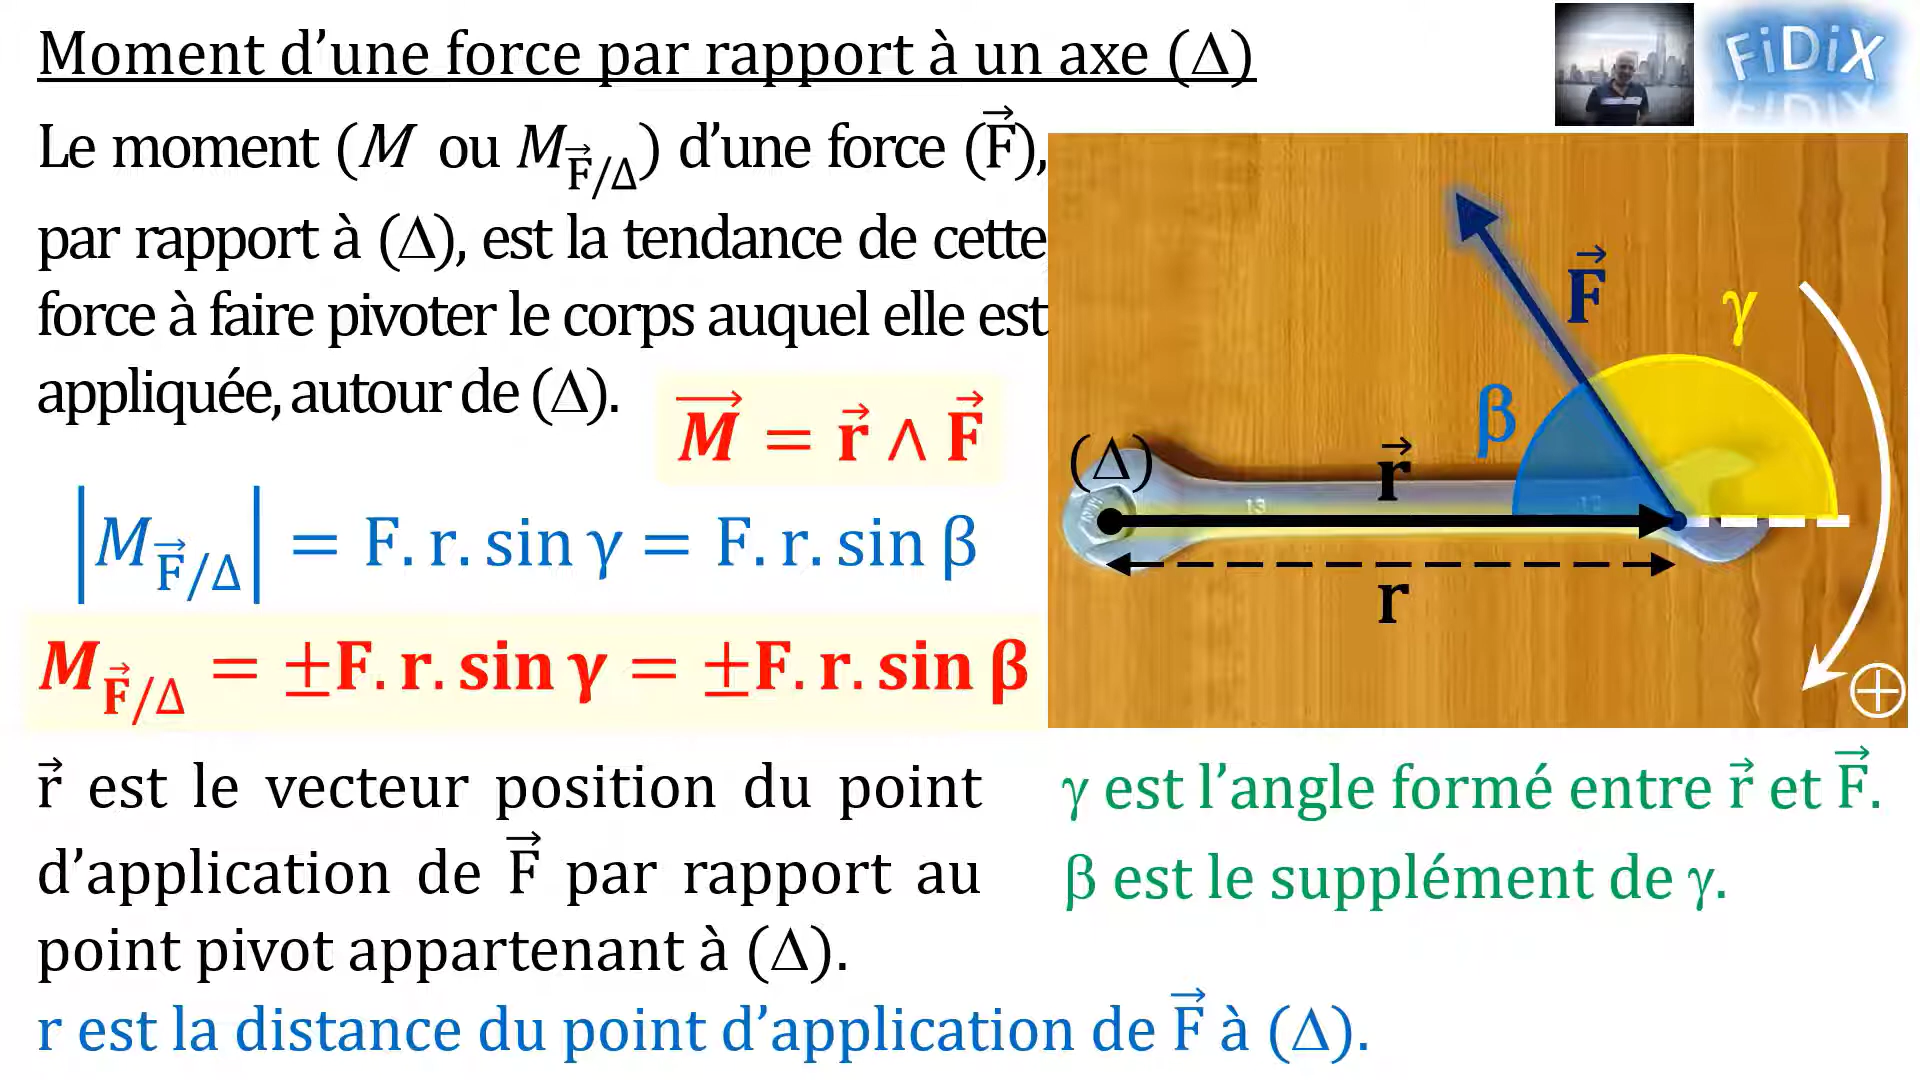 Moment d’une force par rapport à un axe (Δ)
FiDiX
Le moment (M ou M_F⃗/Δ) d’une force (F⃗),
par rapport à (Δ), est la tendance de cette
force à faire pivoter le corps auquel elle est
appliquée, autour de (Δ).
M⃗ = r⃗ ∧ F⃗
|M_F⃗/Δ| = F. r. sin γ = F. r. sin β
M_F⃗/Δ = ±F. r. sin γ = ±F. r. sin β
F⃗
γ
β
(Δ)
r⃗
13
r
+
r⃗ est le vecteur position du point
d’application de F⃗ par rapport au
point pivot appartenant à (Δ).
r est la distance du point d’application de F⃗ à (Δ).
γ est l’angle formé entre r⃗ et F⃗.
β est le supplément de γ.